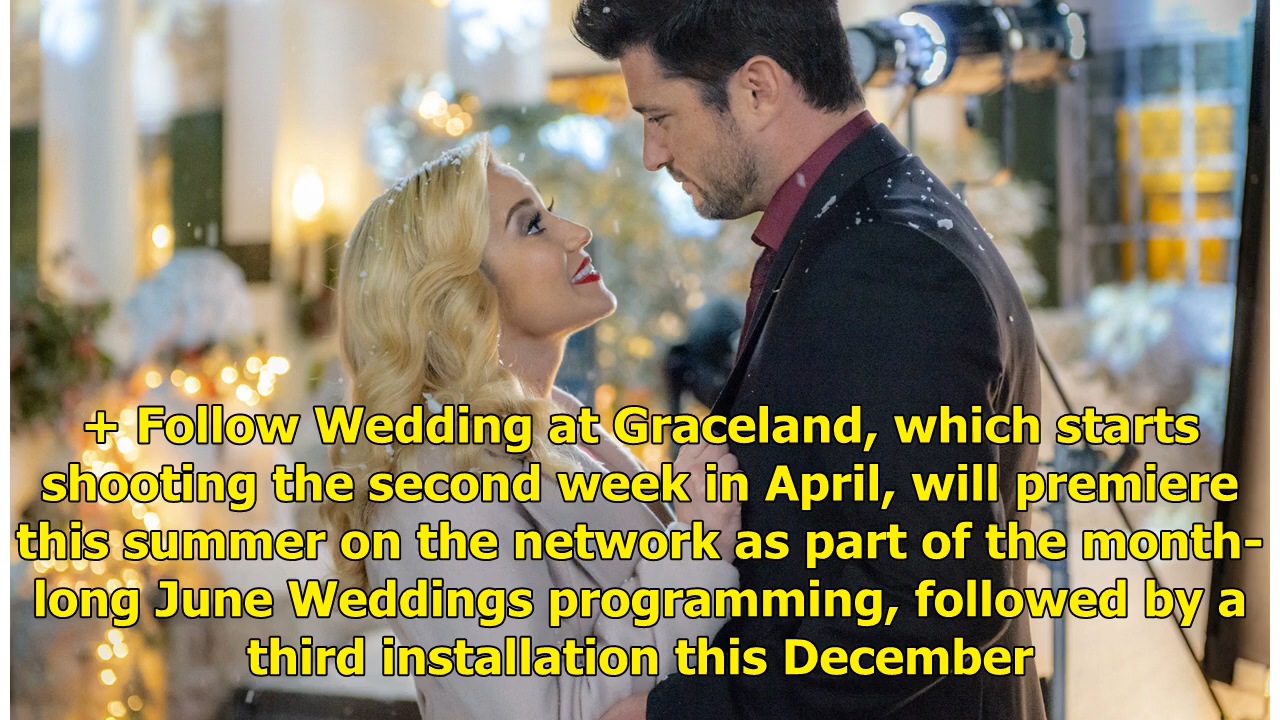 + Follow Wedding at Graceland, which starts
shooting the second week in April, will premiere
this summer on the network as part of the month-
long June Weddings programming, followed by a
third installation this December